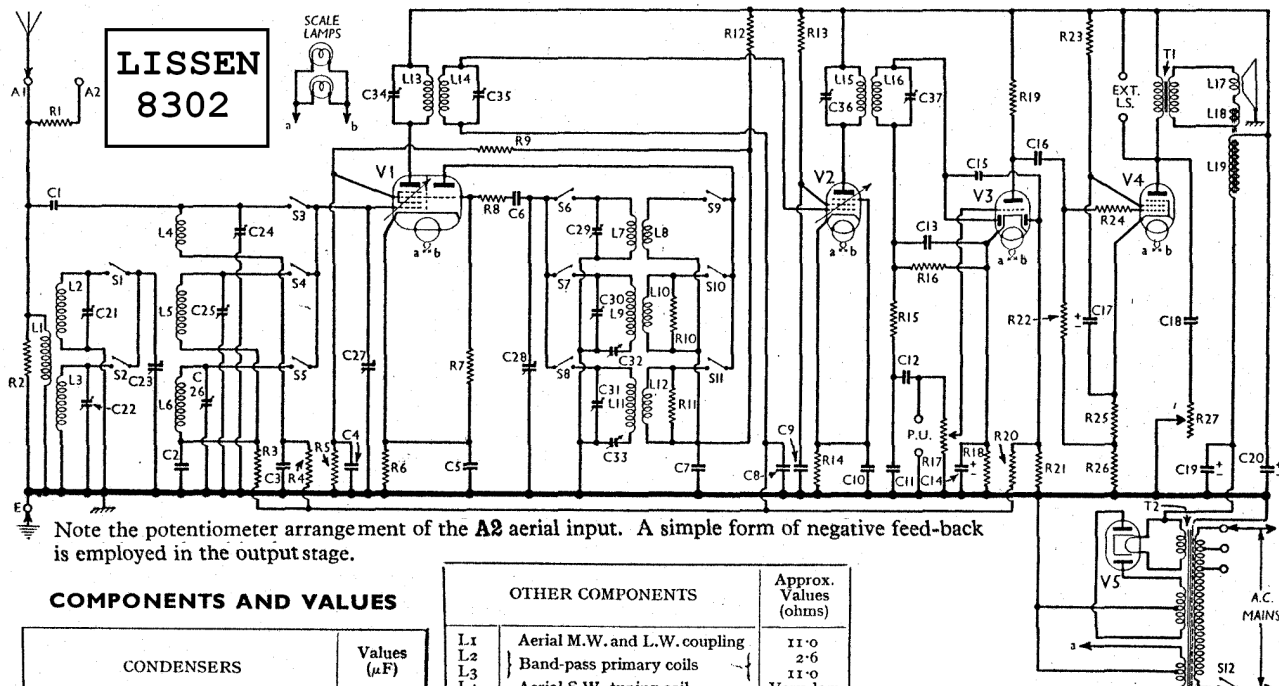 SCALE
LAMPS
LISSEN
8302
A1
A2
R1
a
b
C34
L13
L14
C35
R9
R12
R13
L15
L16
C36
C37
R19
R23
EXT.
L.S.
T1
L17
L18
L19
C1
L4
C24
S3
V1
R8
C6
S6
S9
C29
L7
L8
V2
C15
V3
C16
V4
R24
C13
R16
a
b
a
b
a
b
a
b
L2
S1
C21
L1
S2
C23
L3
C22
R2
L5
C25
S4
C
26
L6
S5
C27
R7
C28
S7
C30
L9
L10
S10
R10
C32
S8
C31
L11
L12
R11
S11
C33
R15
C12
R22
C17
C18
R25
R27
C2
R3
C3
R4
R5
C4
R6
C5
C7
C8
C9
R14
C10
C11
P.U.
R17
C14
R18
R20
R21
R26
C19
C20
E
T2
V5
A.C.
MAINS
a
S12
Note the potentiometer arrangement of the A2 aerial input. A simple form of negative feed-back
is employed in the output stage.
COMPONENTS AND VALUES
CONDENSERS
Values
(μF)
OTHER COMPONENTS
Approx.
Values
(ohms)
L1 Aerial M.W. and L.W. coupling 11·0
L2 Band-pass primary coils 2·6
L3 11·0